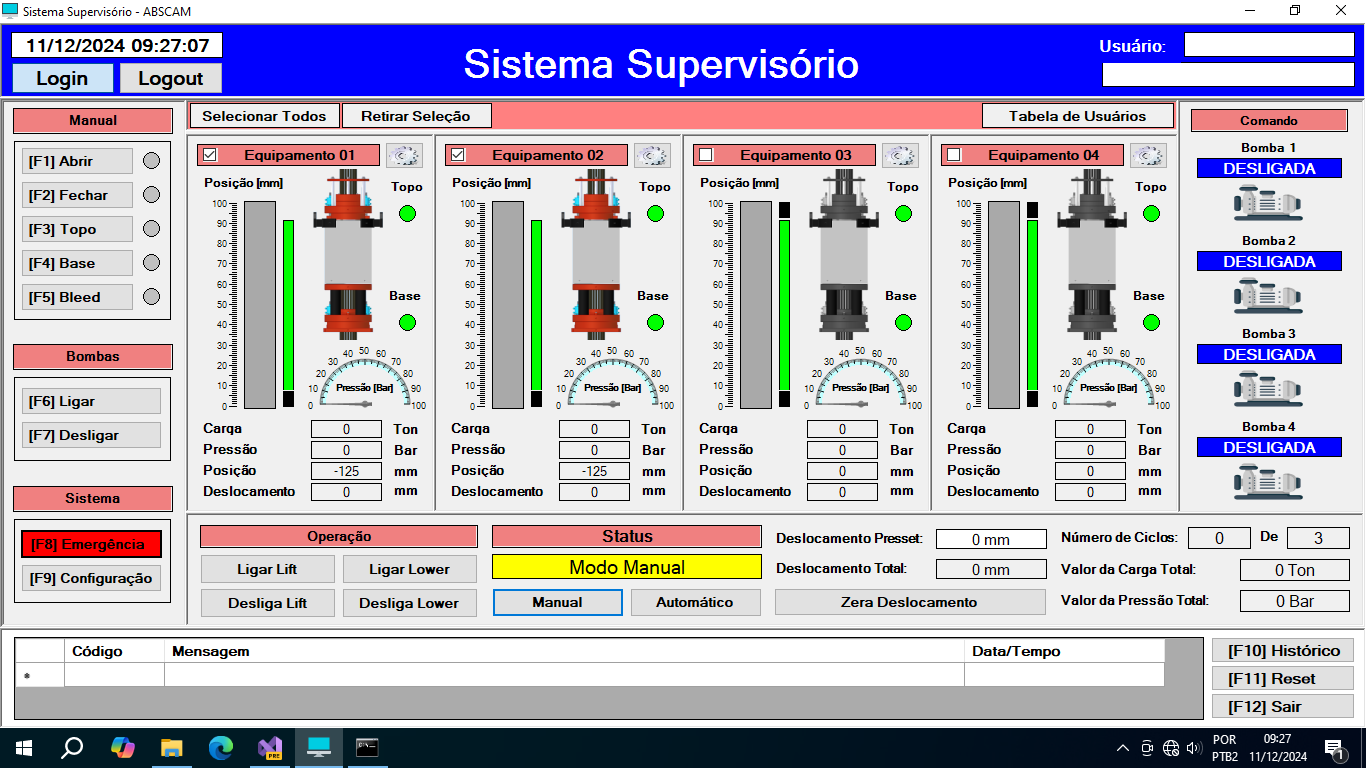 Sistema Supervisório - ABSCAM
11/12/2024 09:27:07
Login
Logout
Sistema Supervisório
Usuário:
Manual
[F1] Abrir
[F2] Fechar
[F3] Topo
[F4] Base
[F5] Bleed
Bombas
[F6] Ligar
[F7] Desligar
Sistema
[F8] Emergência
[F9] Configuração
Selecionar Todos
Retirar Seleção
Tabela de Usuários
Equipamento 01
Posição [mm]
Topo
100
90
80
70
60
50
40
30
20
10
0
Base
0 10 20 30 40 50 60 70 80 90 100
Pressão [Bar]
Carga 0 Ton
Pressão 0 Bar
Posição -125 mm
Deslocamento 0 mm
Equipamento 02
Posição [mm]
Topo
100
90
80
70
60
50
40
30
20
10
0
Base
0 10 20 30 40 50 60 70 80 90 100
Pressão [Bar]
Carga 0 Ton
Pressão 0 Bar
Posição -125 mm
Deslocamento 0 mm
Equipamento 03
Posição [mm]
Topo
100
90
80
70
60
50
40
30
20
10
0
Base
0 10 20 30 40 50 60 70 80 90 100
Pressão [Bar]
Carga 0 Ton
Pressão 0 Bar
Posição 0 mm
Deslocamento 0 mm
Equipamento 04
Posição [mm]
Topo
100
90
80
70
60
50
40
30
20
10
0
Base
0 10 20 30 40 50 60 70 80 90 100
Pressão [Bar]
Carga 0 Ton
Pressão 0 Bar
Posição 0 mm
Deslocamento 0 mm
Comando
Bomba 1
DESLIGADA
Bomba 2
DESLIGADA
Bomba 3
DESLIGADA
Bomba 4
DESLIGADA
Operação
Ligar Lift
Ligar Lower
Desliga Lift
Desliga Lower
Status
Modo Manual
Manual
Automático
Deslocamento Presset: 0 mm
Deslocamento Total: 0 mm
Zera Deslocamento
Número de Ciclos: 0 De 3
Valor da Carga Total: 0 Ton
Valor da Pressão Total: 0 Bar
Código Mensagem Data/Tempo
*
[F10] Histórico
[F11] Reset
[F12] Sair
PRE
POR
PTB2
09:27
11/12/2024
1